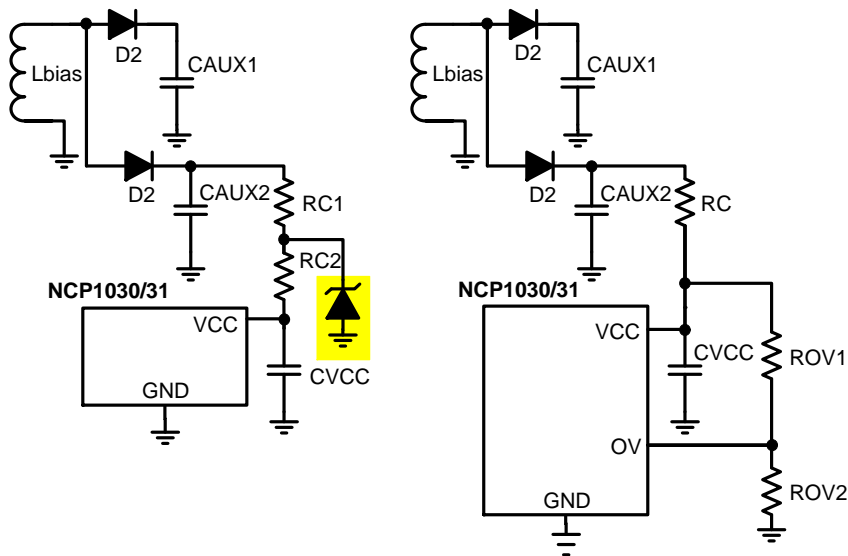 D2
CAUX1
Lbias
D2
CAUX2
RC1
RC2
NCP1030/31
VCC
CVCC
GND
D2
CAUX1
Lbias
D2
CAUX2
RC
NCP1030/31
VCC
CVCC
ROV1
OV
ROV2
GND